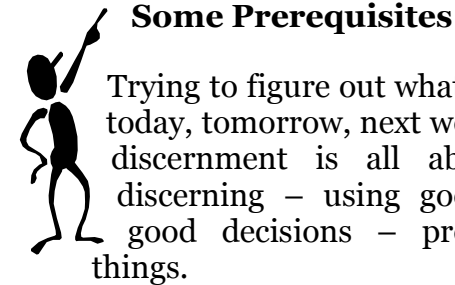 Some Prerequisites
Trying to figure out what
today, tomorrow, next we
discernment is all ab
discerning – using goo
good decisions – pr
things.